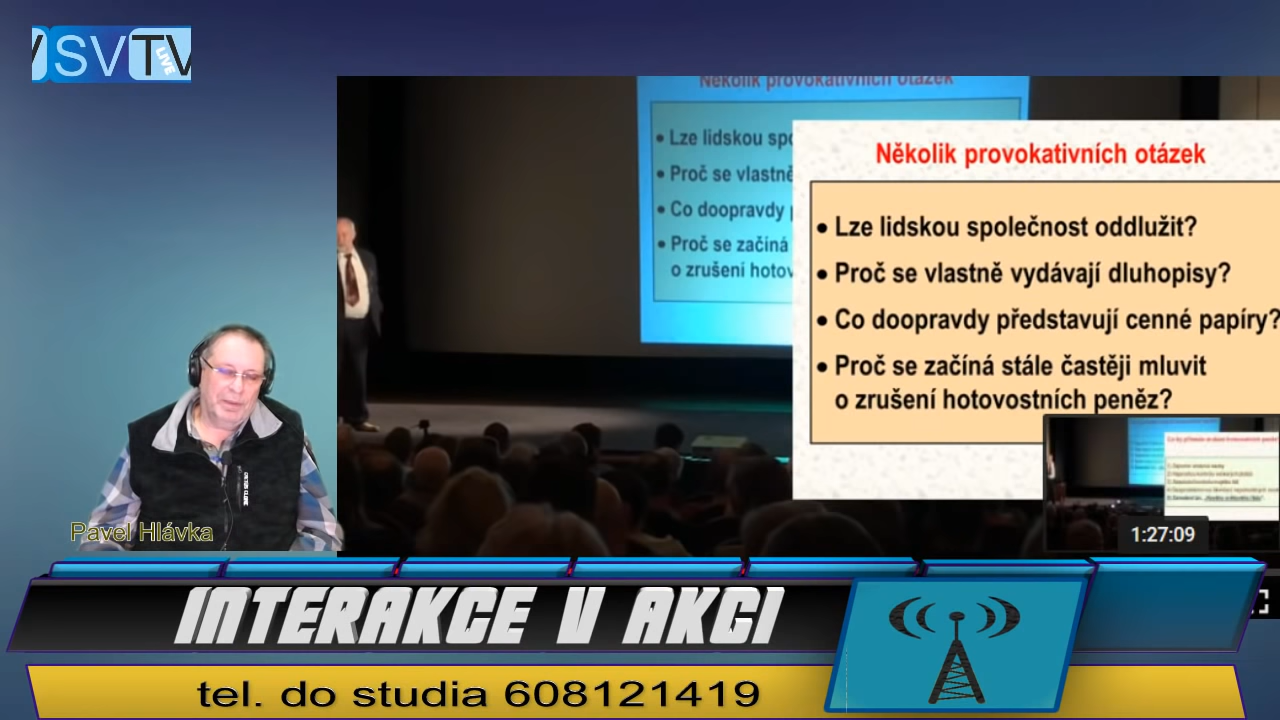 SVTV
LIVE
Několik provokativních otázek
• Lze lidskou spo
• Proč se vlastně
• Co doopravdy
• Proč se začíná
o zrušení hotov
Několik provokativních otázek
• Lze lidskou společnost oddlužit?
• Proč se vlastně vydávají dluhopisy?
• Co doopravdy představují cenné papíry?
• Proč se začíná stále častěji mluvit
o zrušení hotovostních peněz?
1:27:09
Pavel Hlávka
INTERAKCE V AKCI
tel. do studia 608121419